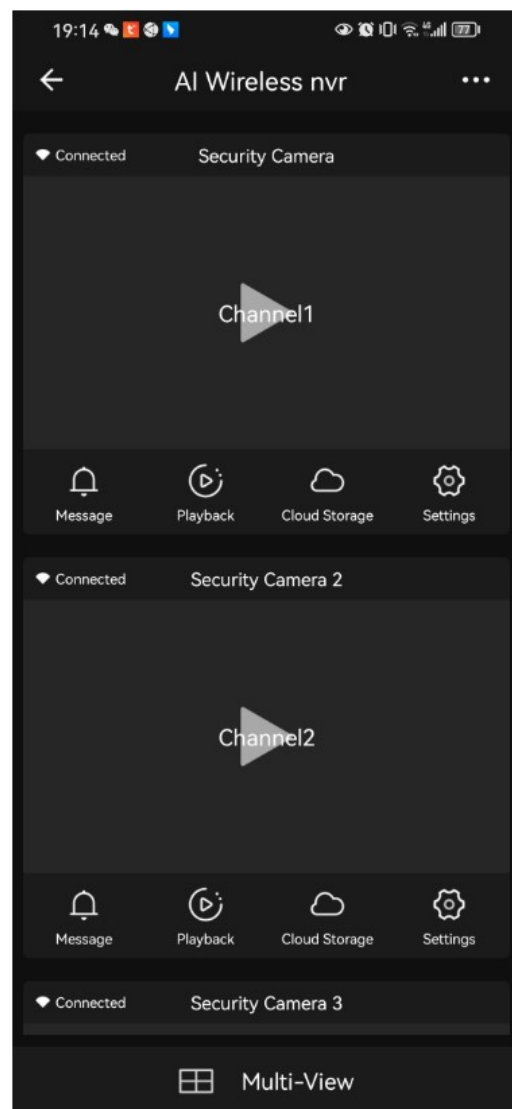 19:14 77
AI Wireless nvr
Connected Security Camera
Channel1
Message Playback Cloud Storage Settings
Connected Security Camera 2
Channel2
Message Playback Cloud Storage Settings
Connected Security Camera 3
Multi-View